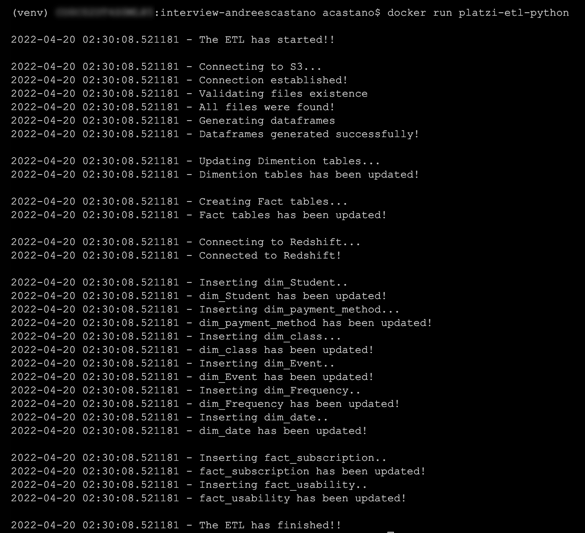 (venv) :interview-andreescastano acastano$ docker run platzi-etl-python
2022-04-20 02:30:08.521181 - The ETL has started!!
2022-04-20 02:30:08.521181 - Connecting to S3...
2022-04-20 02:30:08.521181 - Connection established!
2022-04-20 02:30:08.521181 - Validating files existence
2022-04-20 02:30:08.521181 - All files were found!
2022-04-20 02:30:08.521181 - Generating dataframes
2022-04-20 02:30:08.521181 - Dataframes generated successfully!
2022-04-20 02:30:08.521181 - Updating Dimention tables...
2022-04-20 02:30:08.521181 - Dimention tables has been updated!
2022-04-20 02:30:08.521181 - Creating Fact tables...
2022-04-20 02:30:08.521181 - Fact tables has been updated!
2022-04-20 02:30:08.521181 - Connecting to Redshift...
2022-04-20 02:30:08.521181 - Connected to Redshift!
2022-04-20 02:30:08.521181 - Inserting dim_Student..
2022-04-20 02:30:08.521181 - dim_Student has been updated!
2022-04-20 02:30:08.521181 - Inserting dim_payment_method...
2022-04-20 02:30:08.521181 - dim_payment_method has been updated!
2022-04-20 02:30:08.521181 - Inserting dim_class...
2022-04-20 02:30:08.521181 - dim_class has been updated!
2022-04-20 02:30:08.521181 - Inserting dim_Event..
2022-04-20 02:30:08.521181 - dim_Event has been updated!
2022-04-20 02:30:08.521181 - Inserting dim_Frequency..
2022-04-20 02:30:08.521181 - dim_Frequency has been updated!
2022-04-20 02:30:08.521181 - Inserting dim_date..
2022-04-20 02:30:08.521181 - dim_date has been updated!
2022-04-20 02:30:08.521181 - Inserting fact_subscription..
2022-04-20 02:30:08.521181 - fact_subscription has been updated!
2022-04-20 02:30:08.521181 - Inserting fact_usability..
2022-04-20 02:30:08.521181 - fact_usability has been updated!
2022-04-20 02:30:08.521181 - The ETL has finished!!